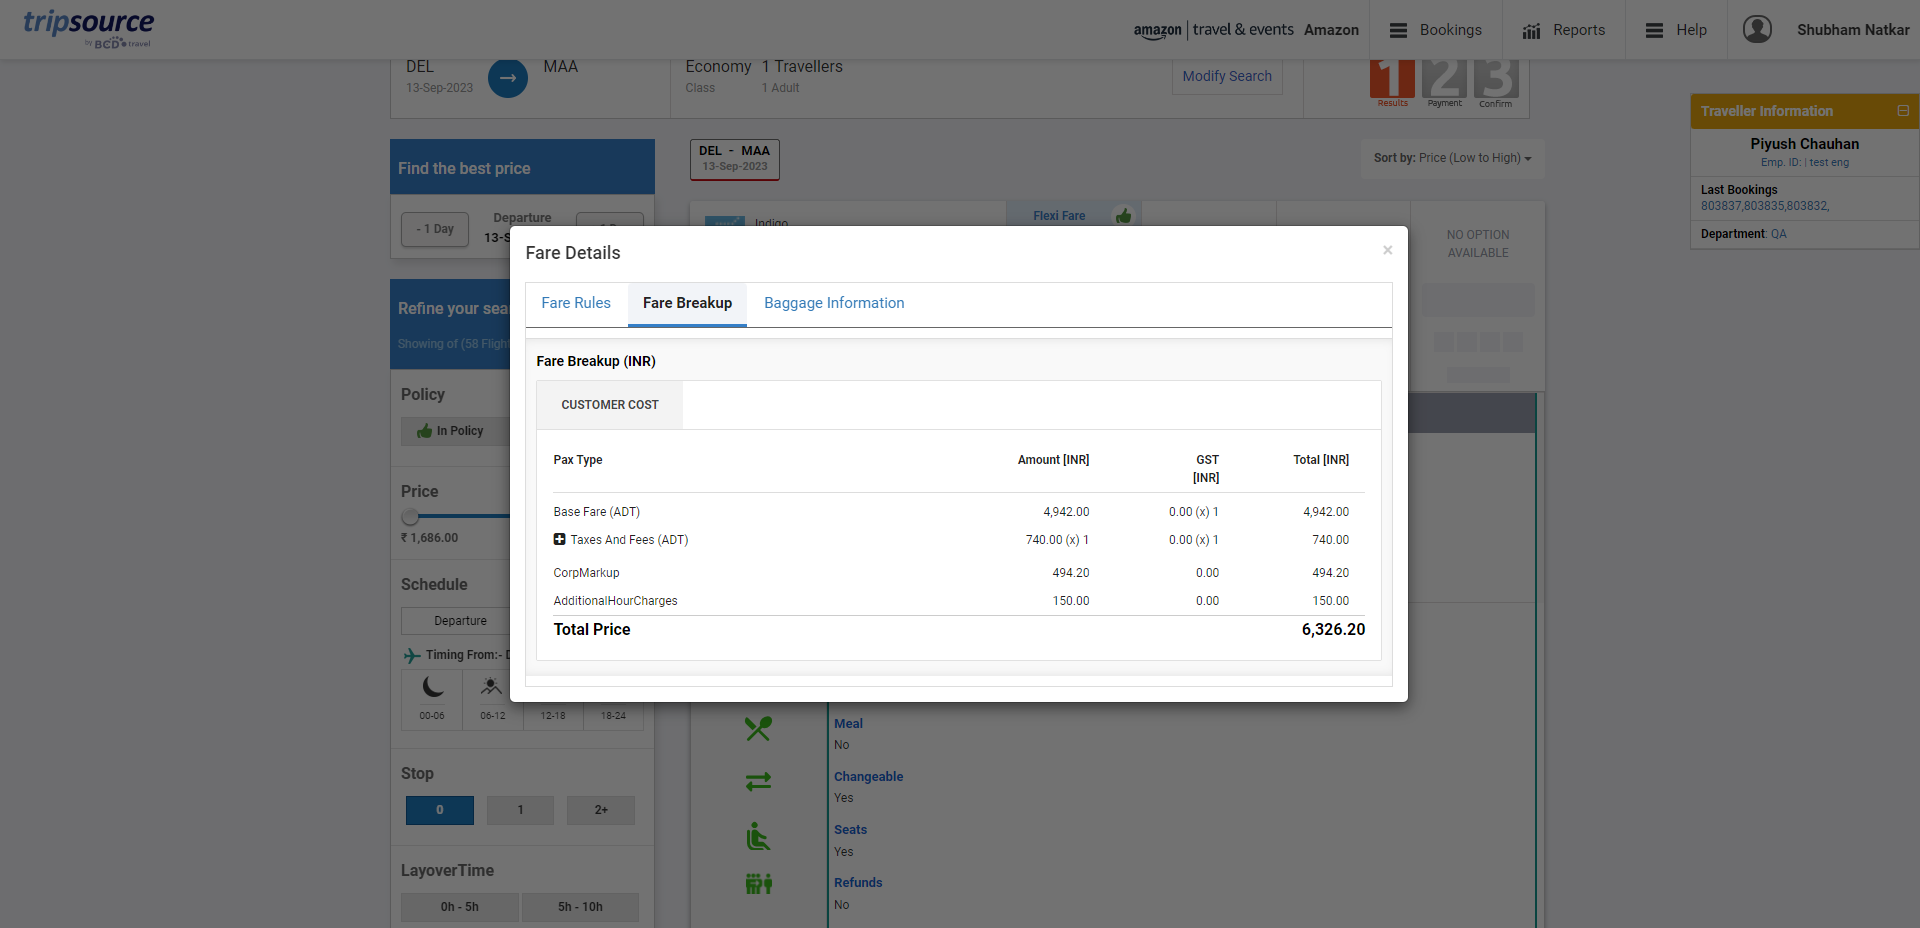 tripsource
by BCD travel
amazon | travel & events Amazon
Bookings
Reports
Help
Shubham Natkar
DEL
MAA
13-Sep-2023
Economy
Class
1 Travellers
1 Adult
Modify Search
1 2 3
Results Payment Confirm
Traveller Information
Piyush Chauhan
Emp. ID: | test eng
Last Bookings
803837,803835,803832,
Department: QA
Find the best price
- 1 Day
Departure
DEL - MAA
13-Sep-2023
Sort by: Price (Low to High)
Indigo
Flexi Fare
NO OPTION
AVAILABLE
Fare Details
×
Fare Rules
Fare Breakup
Baggage Information
Fare Breakup (INR)
CUSTOMER COST
Pax Type Amount [INR] GST [INR] Total [INR]
Base Fare (ADT) 4,942.00 0.00 (x) 1 4,942.00
Taxes And Fees (ADT) 740.00 (x) 1 0.00 (x) 1 740.00
CorpMarkup 494.20 0.00 494.20
AdditionalHourCharges 150.00 0.00 150.00
Total Price 6,326.20
Refine your sea
Showing of (58 Flight
Policy
In Policy
Price
₹ 1,686.00
Schedule
Departure
Timing From:- D
00-06 06-12 12-18 18-24
Stop
0 1 2+
LayoverTime
0h - 5h 5h - 10h
Meal
No
Changeable
Yes
Seats
Yes
Refunds
No